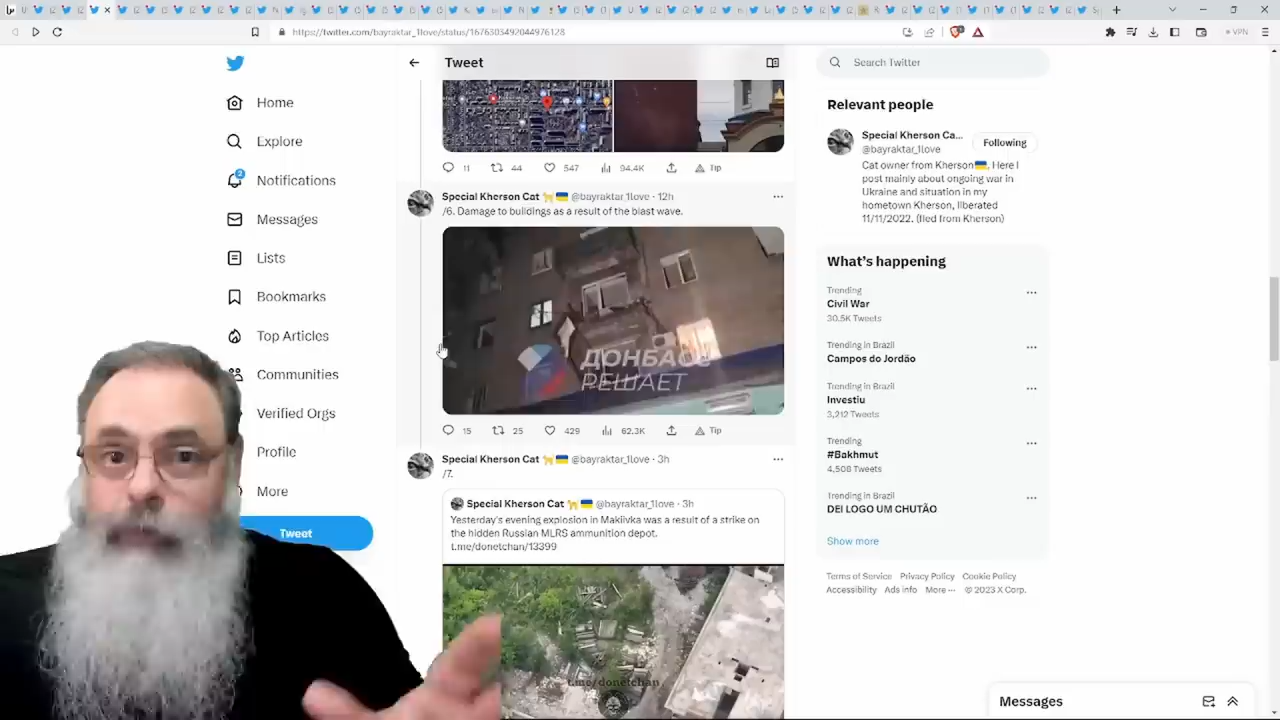 https://twitter.com/bayraktar_1love/status/1676303492044976128
VPN
Home
Explore
2
Notifications
Messages
Lists
Bookmarks
Top Articles
Communities
Verified Orgs
Profile
More
Tweet
Tweet
11 44 547 94.4K Tip
Special Kherson Cat @bayraktar_1love · 12h
/6. Damage to buildings as a result of the blast wave.
ДОНБАСС
РЕШАЕТ
15 25 429 62.3K Tip
Special Kherson Cat @bayraktar_1love · 3h
/7.
Special Kherson Cat @bayraktar_1love · 3h
Yesterday's evening explosion in Makiivka was a result of a strike on
the hidden Russian MLRS ammunition depot.
t.me/donetchan/13399
t.me/donetchan
Search Twitter
Relevant people
Special Kherson Ca...
@bayraktar_1love
Following
Cat owner from Kherson, Here I
post mainly about ongoing war in
Ukraine and situation in my
hometown Kherson, liberated
11/11/2022. (fled from Kherson)
What's happening
Trending
Civil War
30.5K Tweets
Trending in Brazil
Campos do Jordão
Trending in Brazil
Investiu
3,212 Tweets
Trending
#Bakhmut
4,508 Tweets
Trending in Brazil
DEI LOGO UM CHUTÃO
Show more
Terms of Service Privacy Policy Cookie Policy
Accessibility Ads info More ··· © 2023 X Corp.
Messages